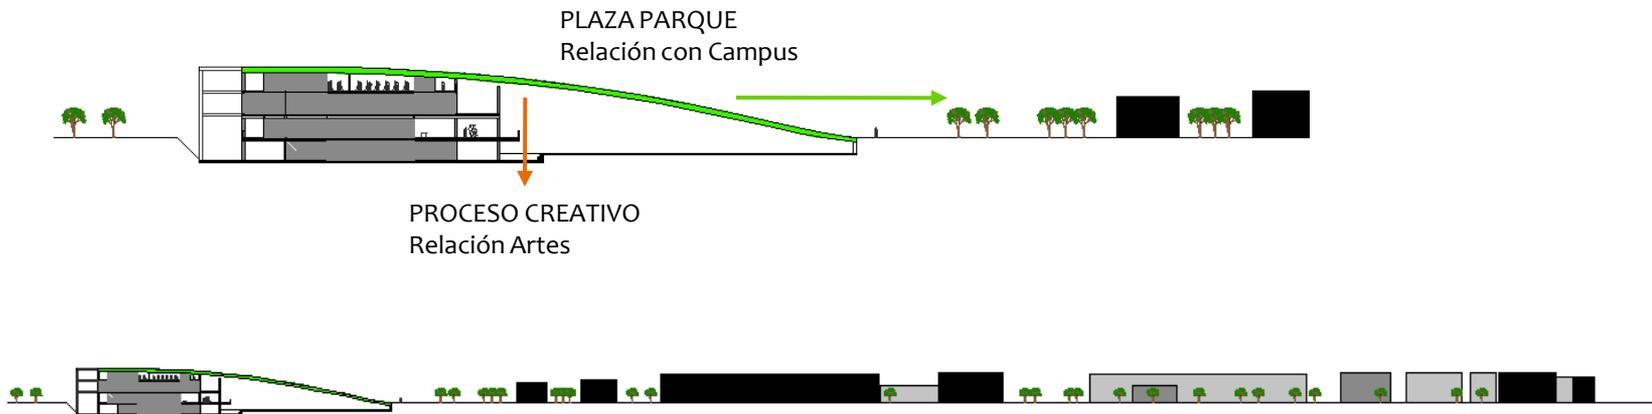 PLAZA PARQUE
Relación con Campus
PROCESO CREATIVO
Relación Artes